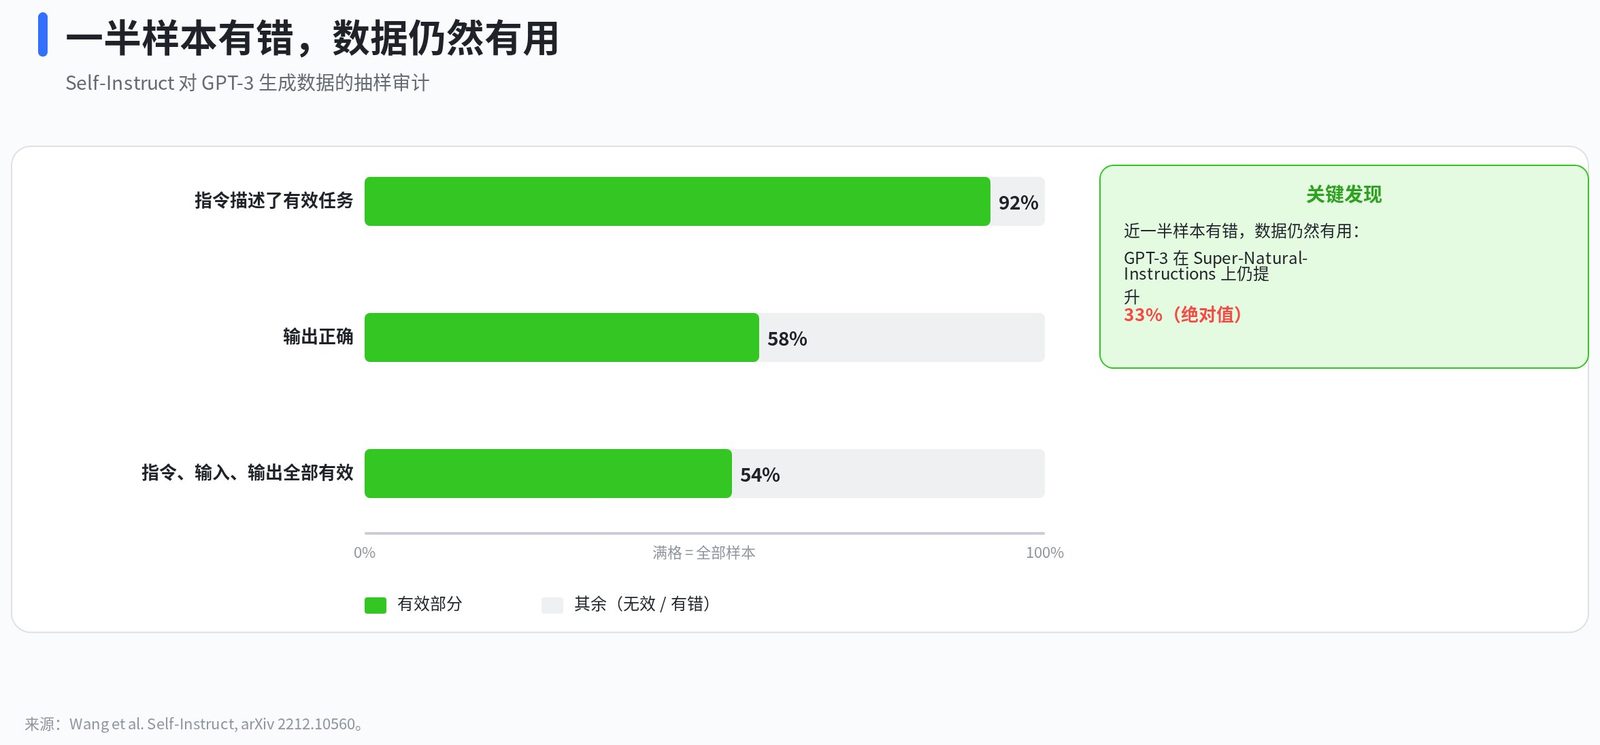 一半样本有错，数据仍然有用
Self-Instruct 对 GPT-3 生成数据的抽样审计
指令描述了有效任务
92%
输出正确
58%
指令、输入、输出全部有效
54%
0%
满格 = 全部样本
100%
有效部分
其余（无效 / 有错）
关键发现
近一半样本有错，数据仍然有用：
GPT-3 在 Super-Natural-
Instructions 上仍提
升
33%（绝对值）
来源：Wang et al. Self-Instruct, arXiv 2212.10560。